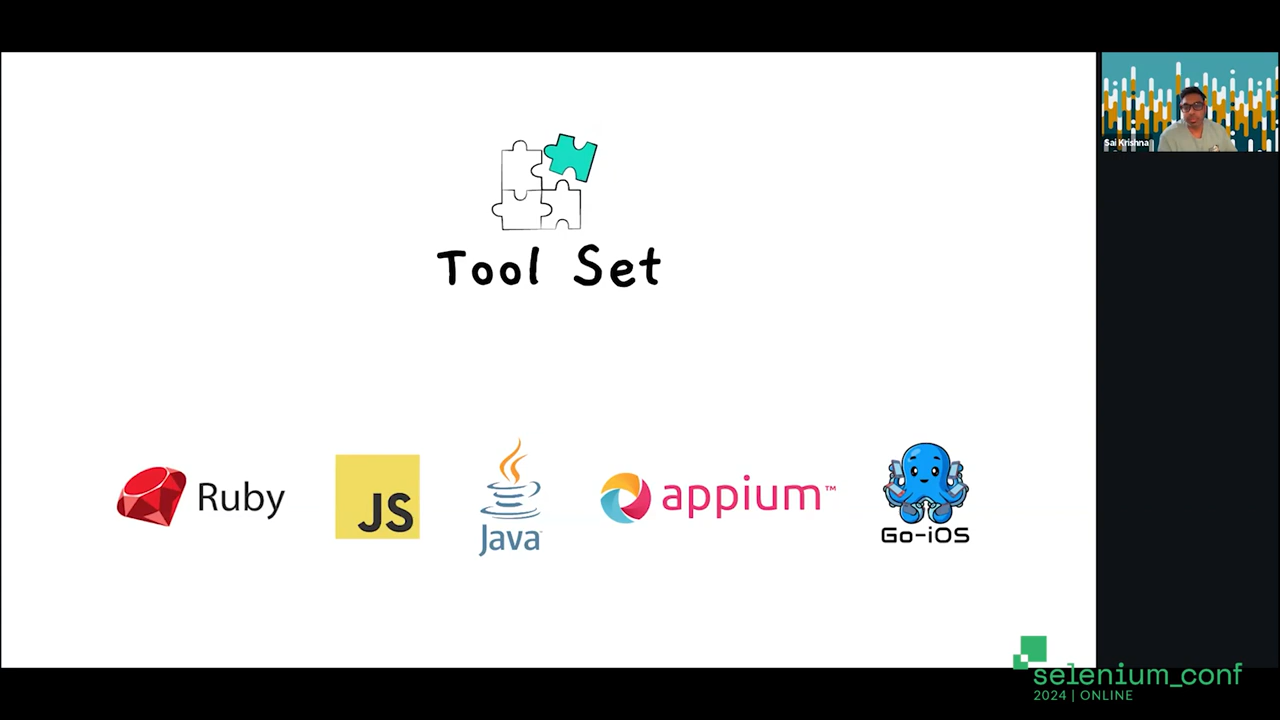 Sai Krishna
Tool Set
Ruby
JS
Java
appium™
Go-iOS
selenium_conf
2024 | ONLINE